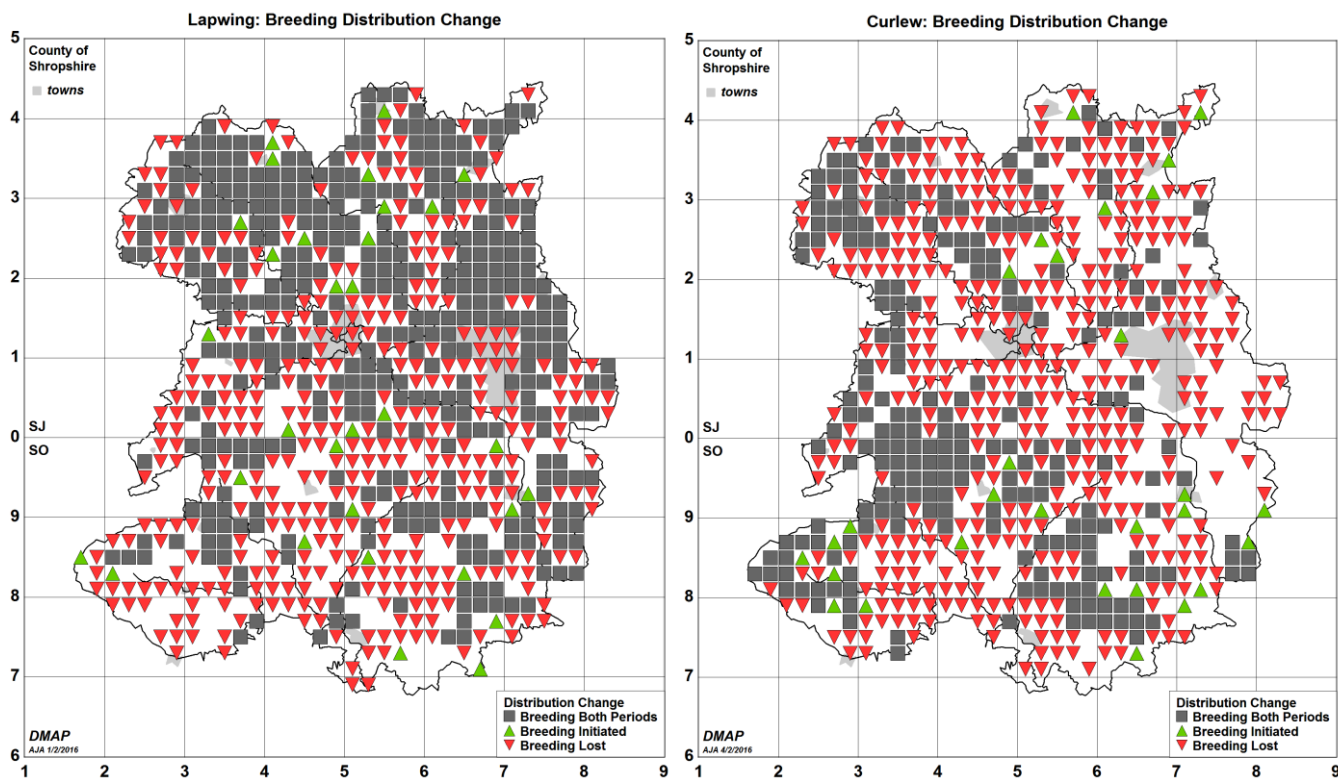 Lapwing: Breeding Distribution Change
5
County of
Shropshire
towns
4
3
2
1
SJ
0
SO
9
8
7
Distribution Change
Breeding Both Periods
Breeding Initiated
Breeding Lost
DMAP
AJA 1/2/2016
6
1 2 3 4 5 6 7 8 9
Curlew: Breeding Distribution Change
5
County of
Shropshire
towns
4
3
2
1
SJ
0
SO
9
8
7
Distribution Change
Breeding Both Periods
Breeding Initiated
Breeding Lost
DMAP
AJA 4/2/2016
6
1 2 3 4 5 6 7 8 9